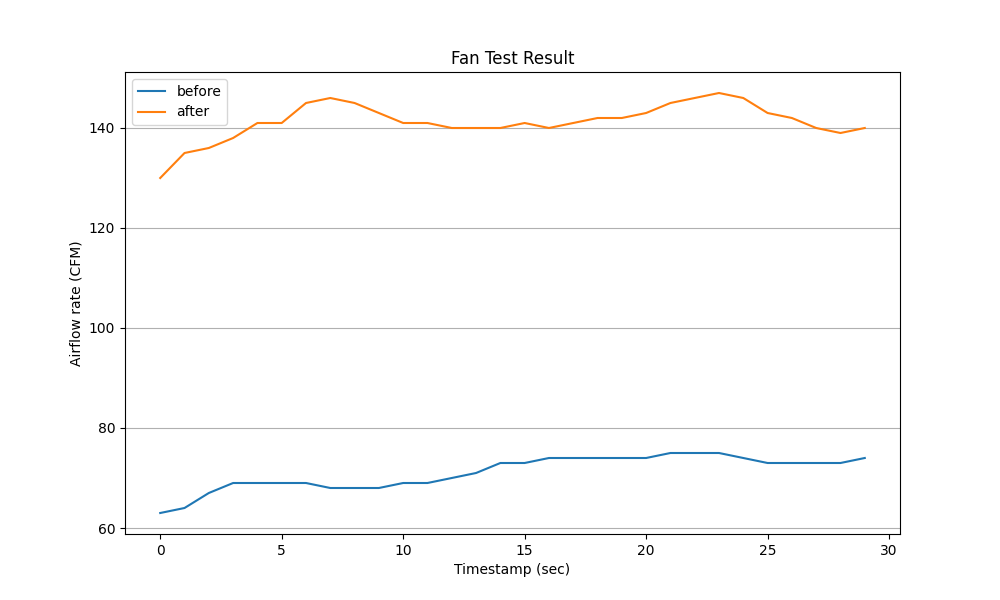 Fan Test Result
before
after
Airflow rate (CFM)
140
120
100
80
60
0 5 10 15 20 25 30
Timestamp (sec)